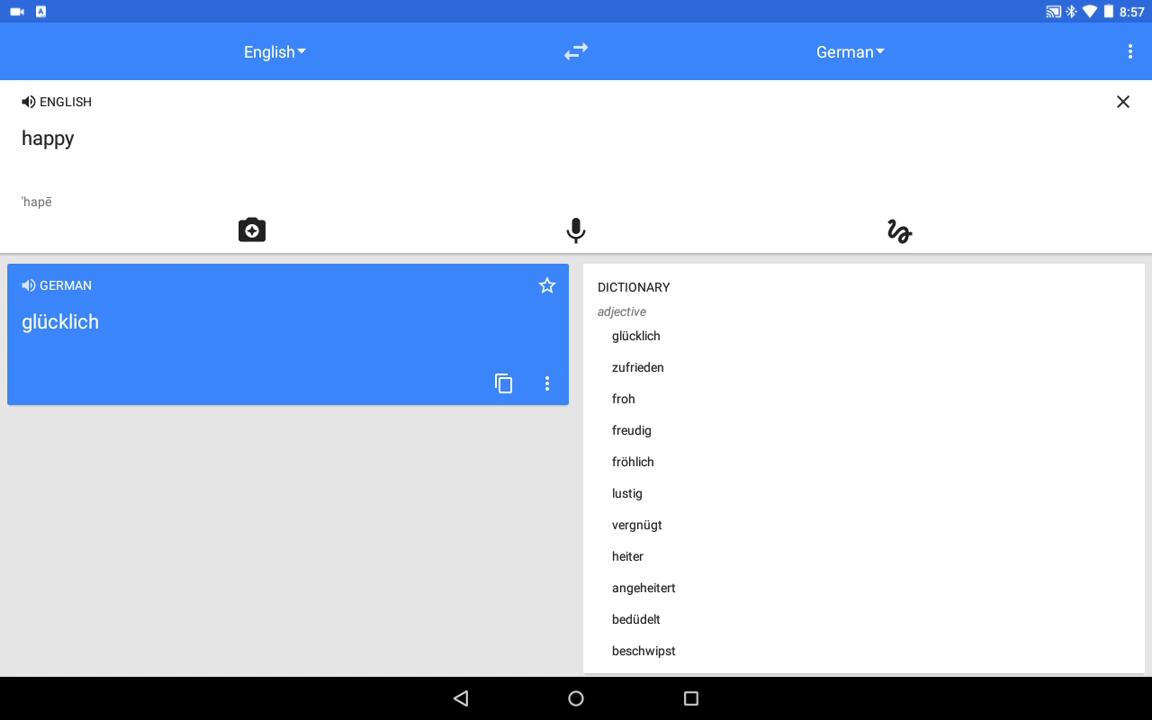 8:57
English
German
ENGLISH
happy
ˈhapē
GERMAN
glücklich
DICTIONARY
adjective
glücklich
zufrieden
froh
freudig
fröhlich
lustig
vergnügt
heiter
angeheitert
bedüdelt
beschwipst